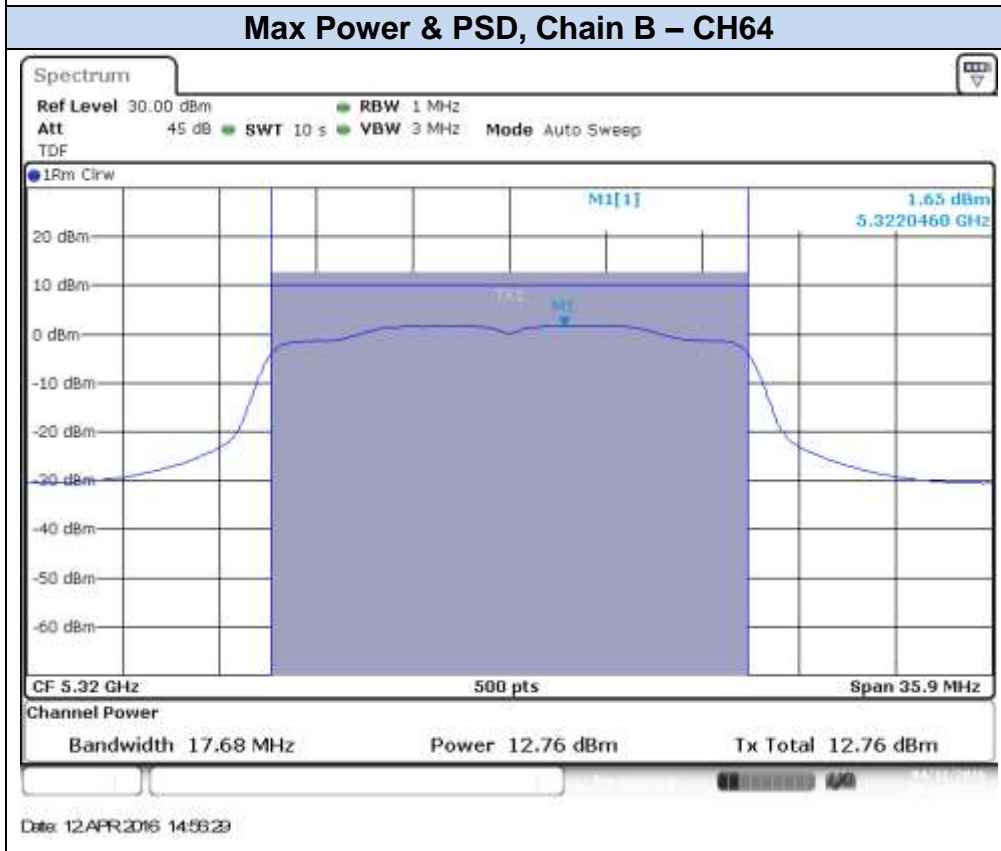 Max Power & PSD, Chain B – CH64
Spectrum
Ref Level 30.00 dBm RBW 1 MHz
Att 45 dB SWT 10 s VBW 3 MHz Mode Auto Sweep
TDF
1Rm Clrw
M1[1] 1.65 dBm
5.3220460 GHz
20 dBm
10 dBm
TX1
M1
0 dBm
-10 dBm
-20 dBm
-30 dBm
-40 dBm
-50 dBm
-60 dBm
CF 5.32 GHz 500 pts Span 35.9 MHz
Channel Power
Bandwidth 17.68 MHz Power 12.76 dBm Tx Total 12.76 dBm
Date: 12.APR.2016 14:56:29